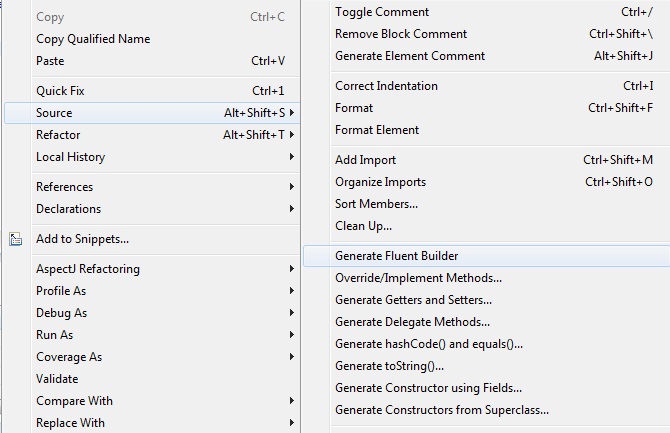 Copy Ctrl+C
Copy Qualified Name
Paste Ctrl+V
Quick Fix Ctrl+1
Source Alt+Shift+S
Refactor Alt+Shift+T
Local History
References
Declarations
Add to Snippets...
AspectJ Refactoring
Profile As
Debug As
Run As
Coverage As
Validate
Compare With
Replace With
Toggle Comment Ctrl+/
Remove Block Comment Ctrl+Shift+\
Generate Element Comment Alt+Shift+J
Correct Indentation Ctrl+I
Format Ctrl+Shift+F
Format Element
Add Import Ctrl+Shift+M
Organize Imports Ctrl+Shift+O
Sort Members...
Clean Up...
Generate Fluent Builder
Override/Implement Methods...
Generate Getters and Setters...
Generate Delegate Methods...
Generate hashCode() and equals()...
Generate toString()...
Generate Constructor using Fields...
Generate Constructors from Superclass...